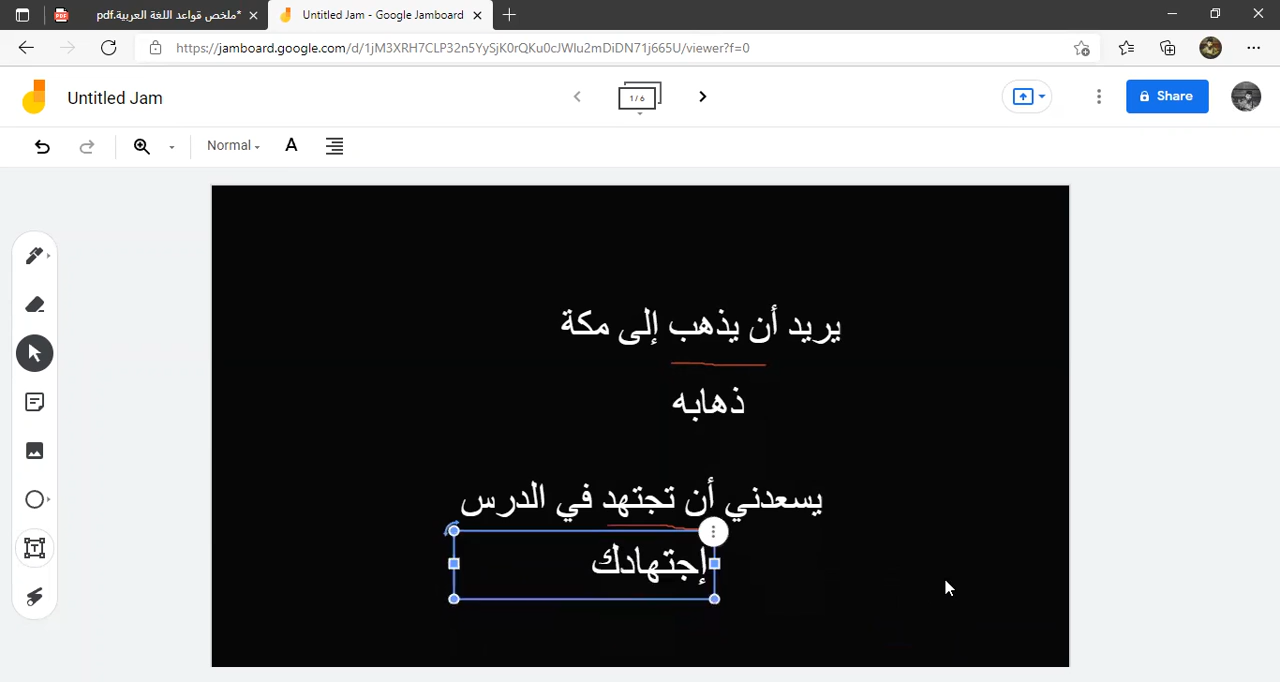 ملخص قواعد اللغة العربية.pdf*
Untitled Jam - Google Jamboard
https://jamboard.google.com/d/1jM3XRH7CLP32n5YySjK0rQKu0cJWIu2mDiDN71j665U/viewer?f=0
Untitled Jam
1 / 6
Share
Normal
A
يريد أن يذهب إلى مكة
ذهابه
يسعدني أن تجتهد في الدرس
إجتهادك